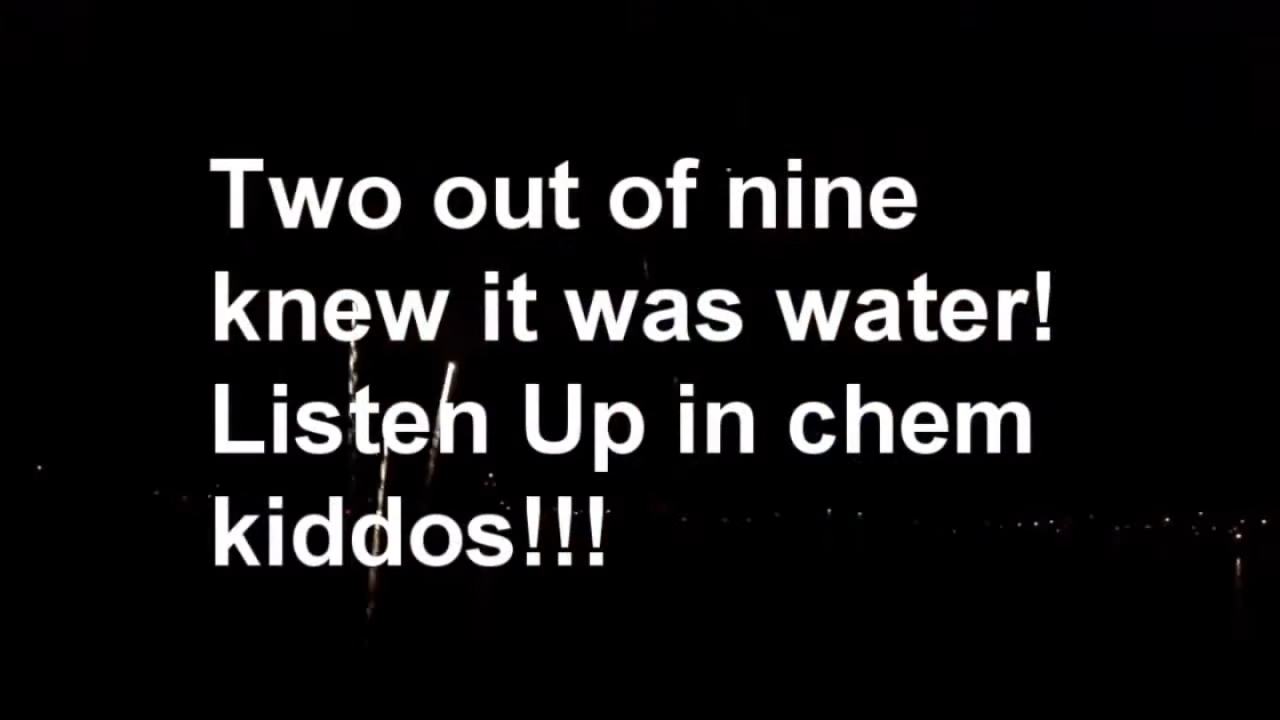 Two out of nine
knew it was water!
Listen Up in chem
kiddos!!!